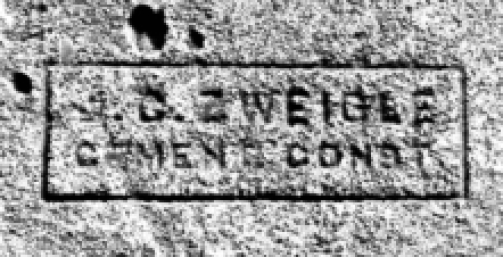 J. G. ZWEIGLE
CEMENT CONST.